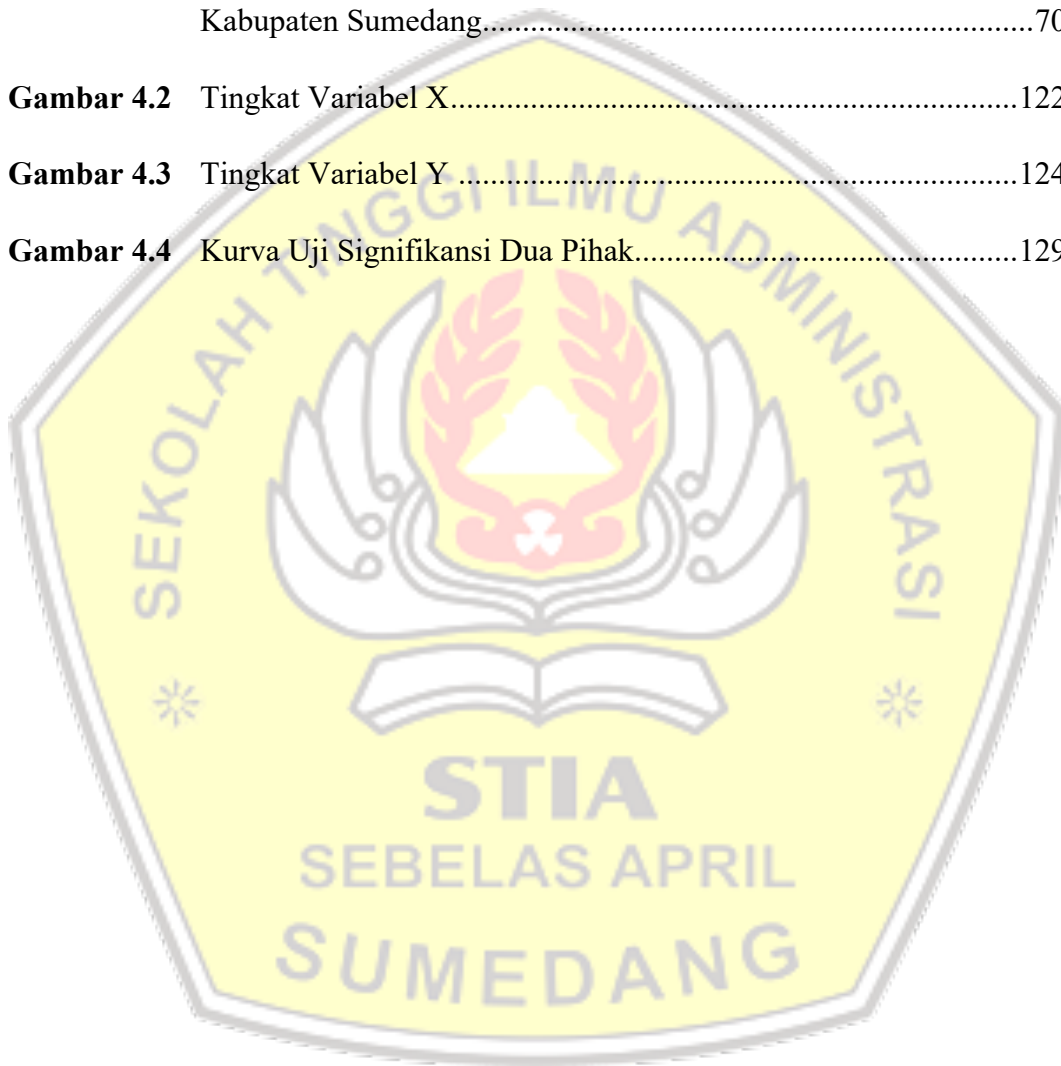 Kabupaten Sumedang.....................................................................70
Gambar 4.2 Tingkat Variabel X.......................................................................122
Gambar 4.3 Tingkat Variabel Y ......................................................................124
Gambar 4.4 Kurva Uji Signifikansi Dua Pihak................................................129
SEKOLAH TINGGI ILMU ADMINISTRASI
STIA
SEBELAS APRIL
SUMEDANG